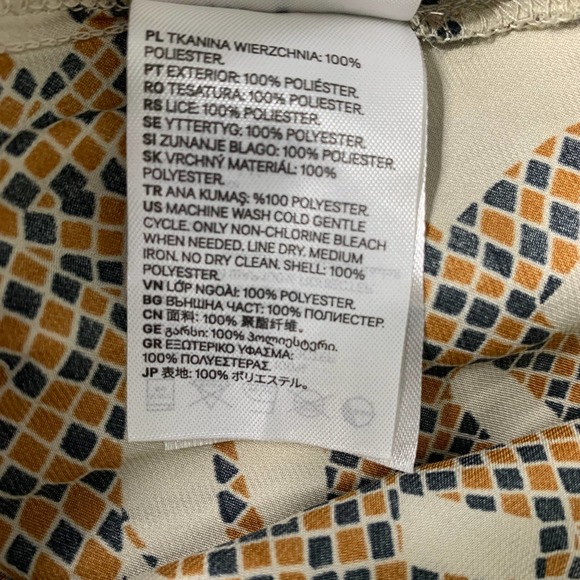 PL TKANINA WIERZCHNIA: 100%
POLIESTER.
PT EXTERIOR: 100% POLIÉSTER.
RO TESATURA: 100% POLIESTER.
RS LICE: 100% POLIESTER.
SE YTTERTYG: 100% POLYESTER.
SI ZUNANJE BLAGO: 100% POLIESTER.
SK VRCHNÝ MATERIÁL: 100%
POLYESTER.
TR ANA KUMAŞ: %100 POLYESTER.
US MACHINE WASH COLD GENTLE
CYCLE. ONLY NON-CHLORINE BLEACH
WHEN NEEDED. LINE DRY. MEDIUM
IRON. NO DRY CLEAN. SHELL: 100%
POLYESTER.
VN LỚP NGOÀI: 100% POLYESTER.
BG ВЪНШНА ЧАСТ: 100% ПОЛИЕСТЕР.
CN 面料: 100% 聚酯纤维。
GE გარსი: 100% პოლიესტერი.
GR ΕΞΩΤΕΡΙΚΟ ΥΦΑΣΜΑ:
100% ΠΟΛΥΕΣΤΕΡΑΣ.
JP 表地: 100% ポリエステル。